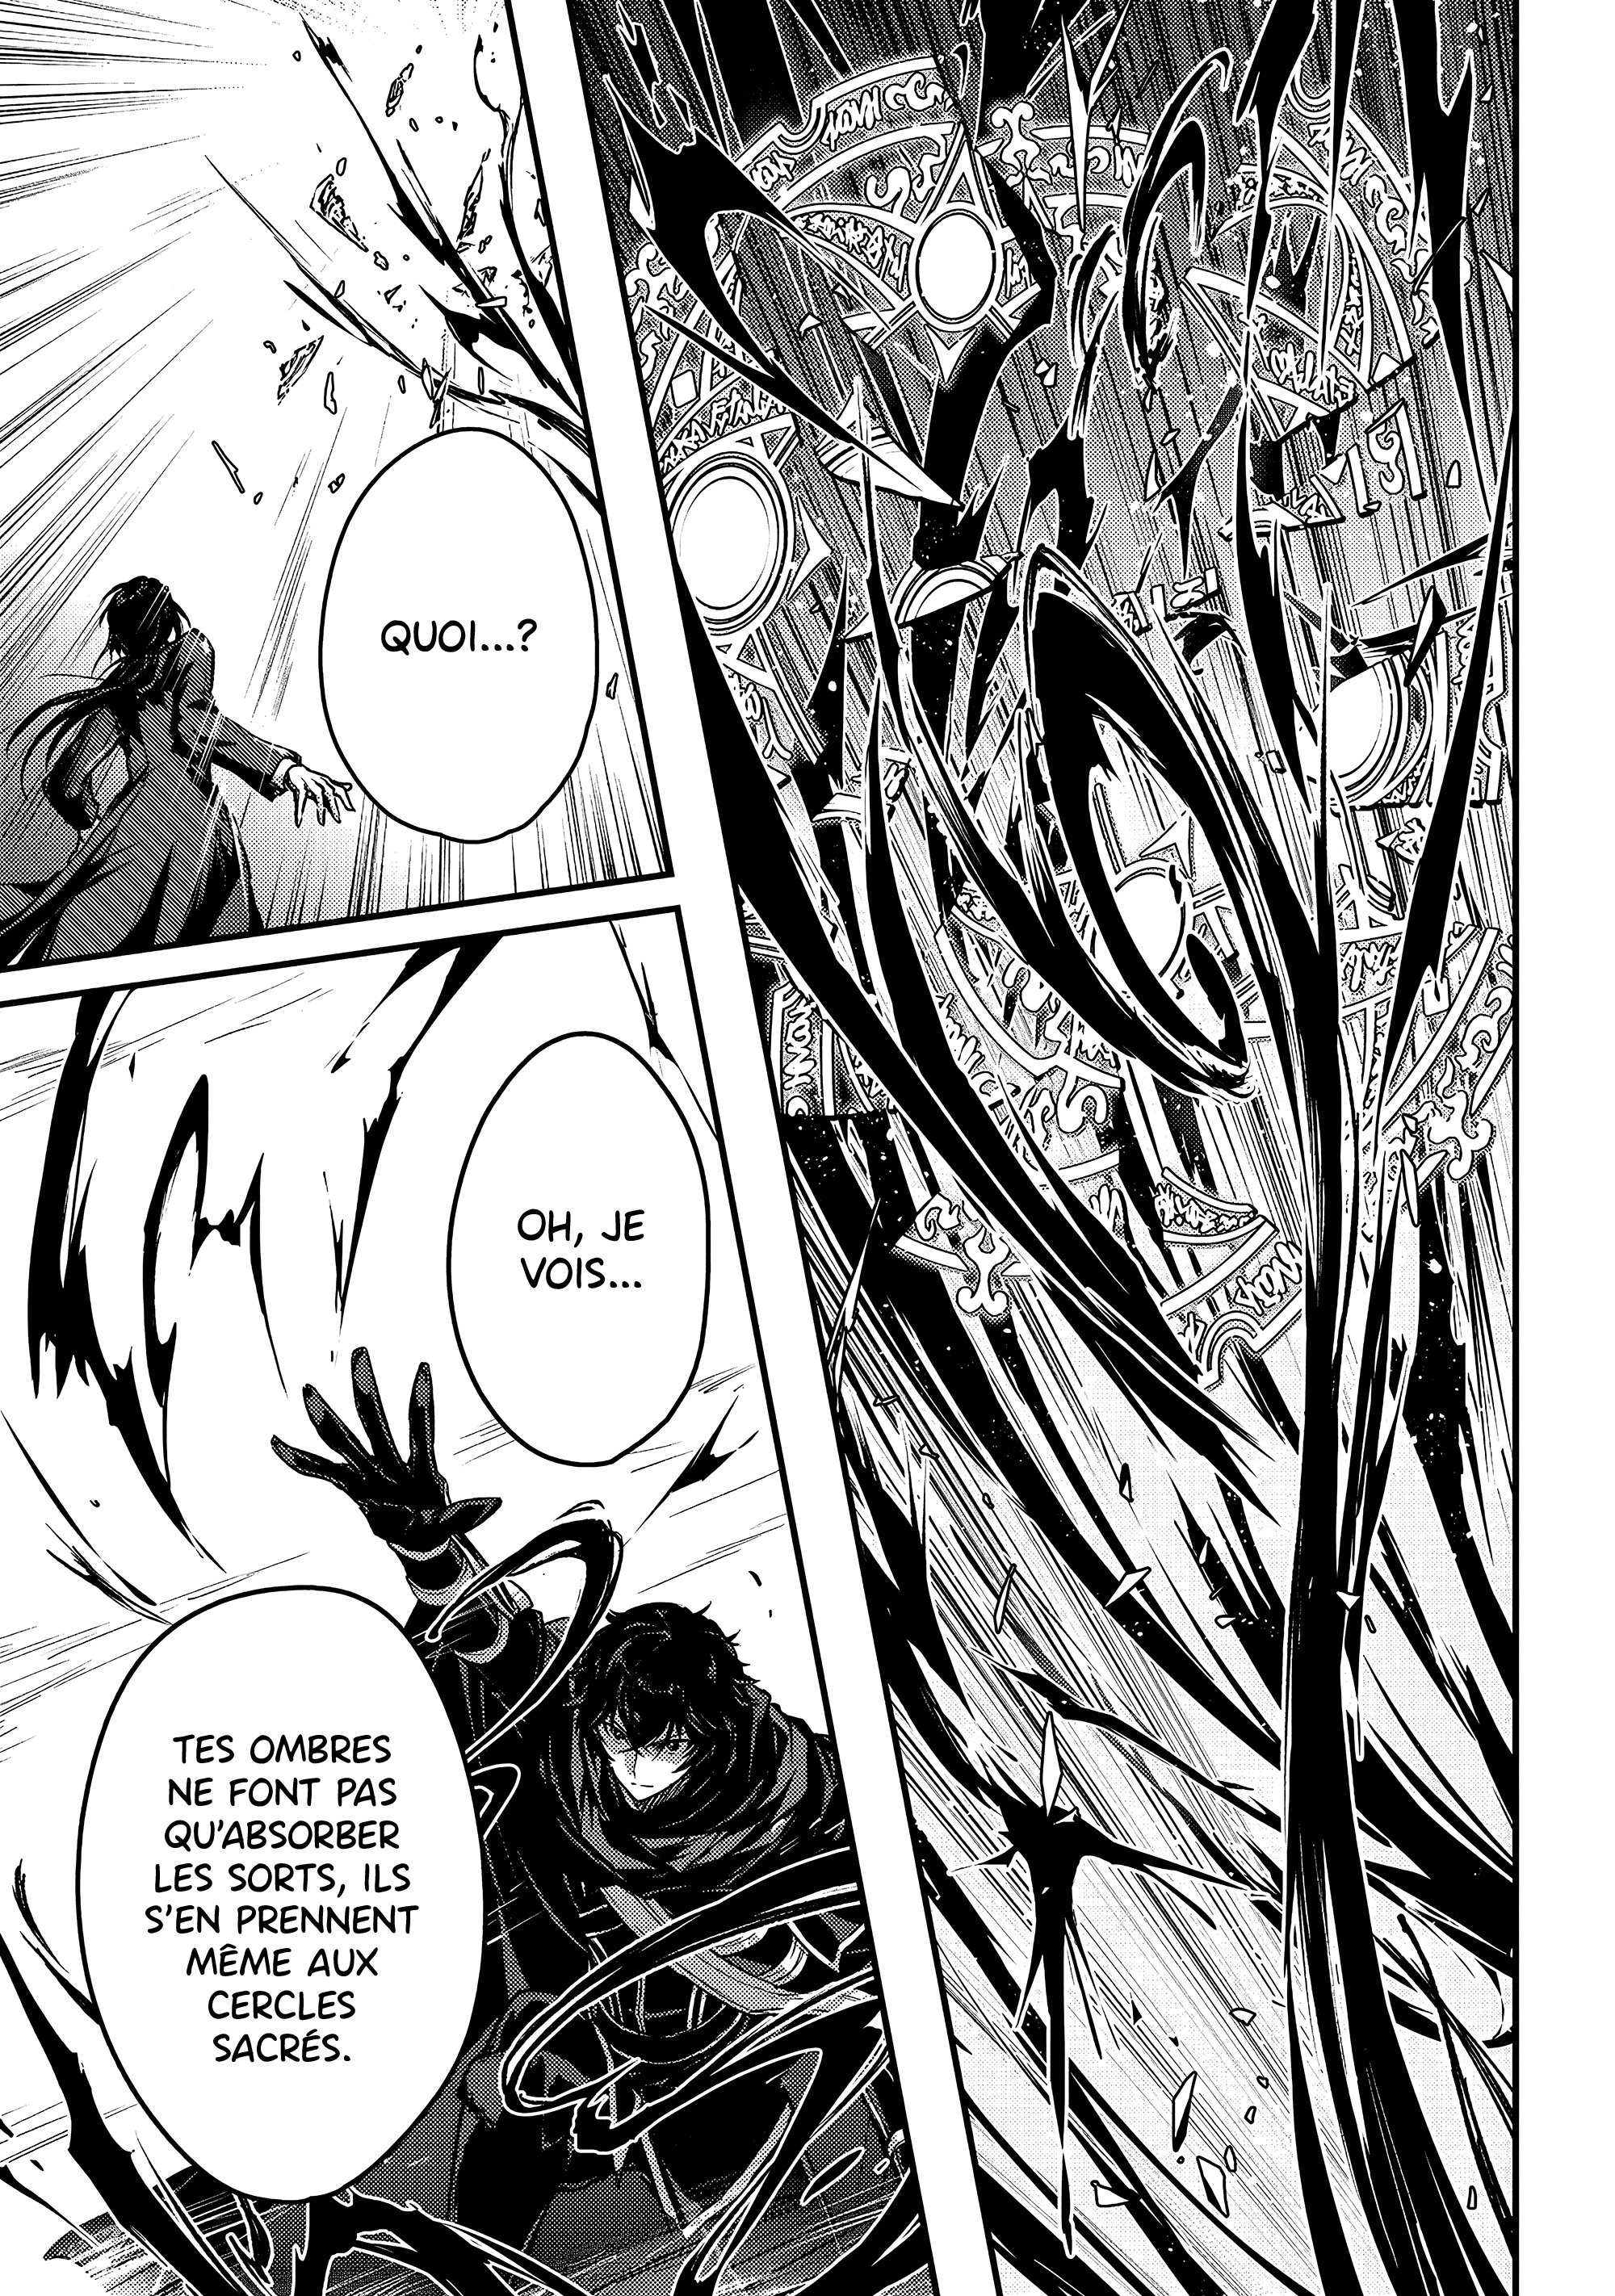 QUOI...?
OH, JE
VOIS...
TES OMBRES
NE FONT PAS
QU'ABSORBER
LES SORTS, ILS
S'EN PRENNENT
MÊME AUX
CERCLES
SACRÉS.